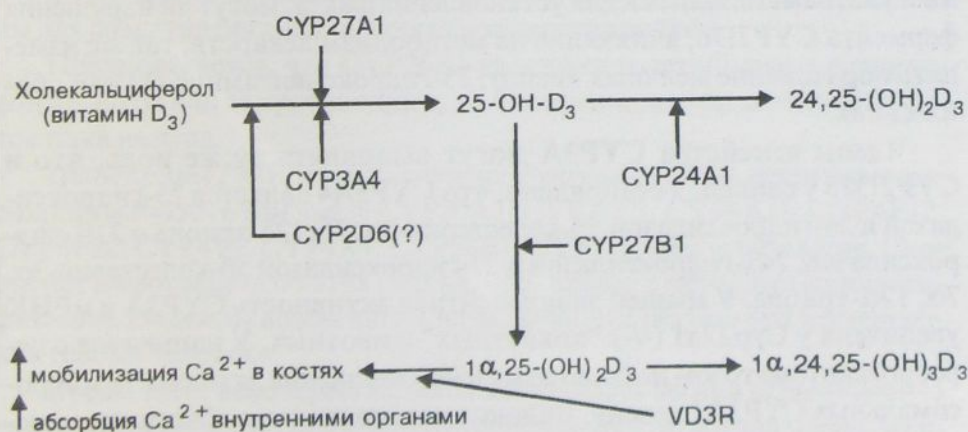 CYP27A1
Холекальциферол
(витамин D₃)
25-OH-D₃
24,25-(OH)₂D₃
CYP3A4
CYP24A1
CYP2D6(?)
CYP27B1
↑ мобилизация Ca²⁺ в костях
1α,25-(OH)₂D₃
1α,24,25-(OH)₃D₃
↑ абсорбция Ca²⁺ внутренними органами
VD3R